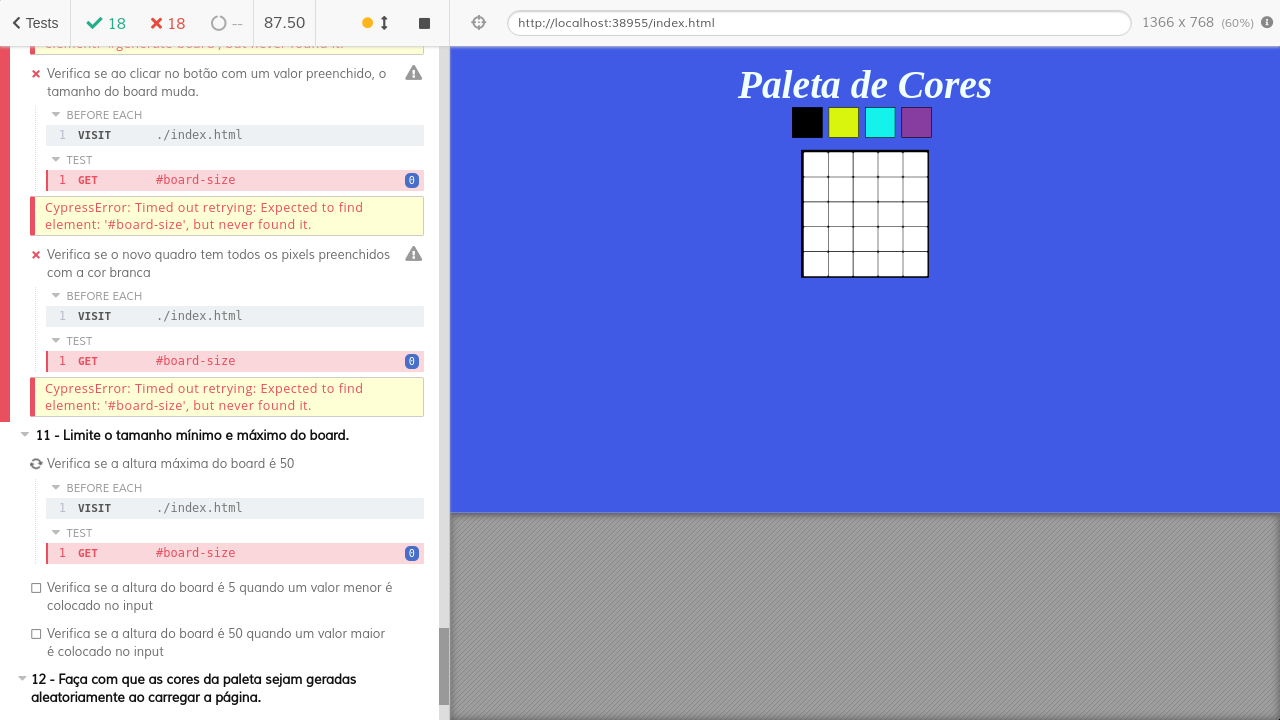 Tests 18 18 -- 87.50 http://localhost:38955/index.html 1366 x 768 (60%)
element: '#generate-board', but never found it.
Verifica se ao clicar no botão com um valor preenchido, o
tamanho do board muda.
BEFORE EACH
1 VISIT ./index.html
TEST
1 GET #board-size 0
CypressError: Timed out retrying: Expected to find
element: '#board-size', but never found it.
Verifica se o novo quadro tem todos os pixels preenchidos
com a cor branca
BEFORE EACH
1 VISIT ./index.html
TEST
1 GET #board-size 0
CypressError: Timed out retrying: Expected to find
element: '#board-size', but never found it.
11 - Limite o tamanho mínimo e máximo do board.
Verifica se a altura máxima do board é 50
BEFORE EACH
1 VISIT ./index.html
TEST
1 GET #board-size 0
Verifica se a altura do board é 5 quando um valor menor é
colocado no input
Verifica se a altura do board é 50 quando um valor maior
é colocado no input
12 - Faça com que as cores da paleta sejam geradas
aleatoriamente ao carregar a página.
Paleta de Cores